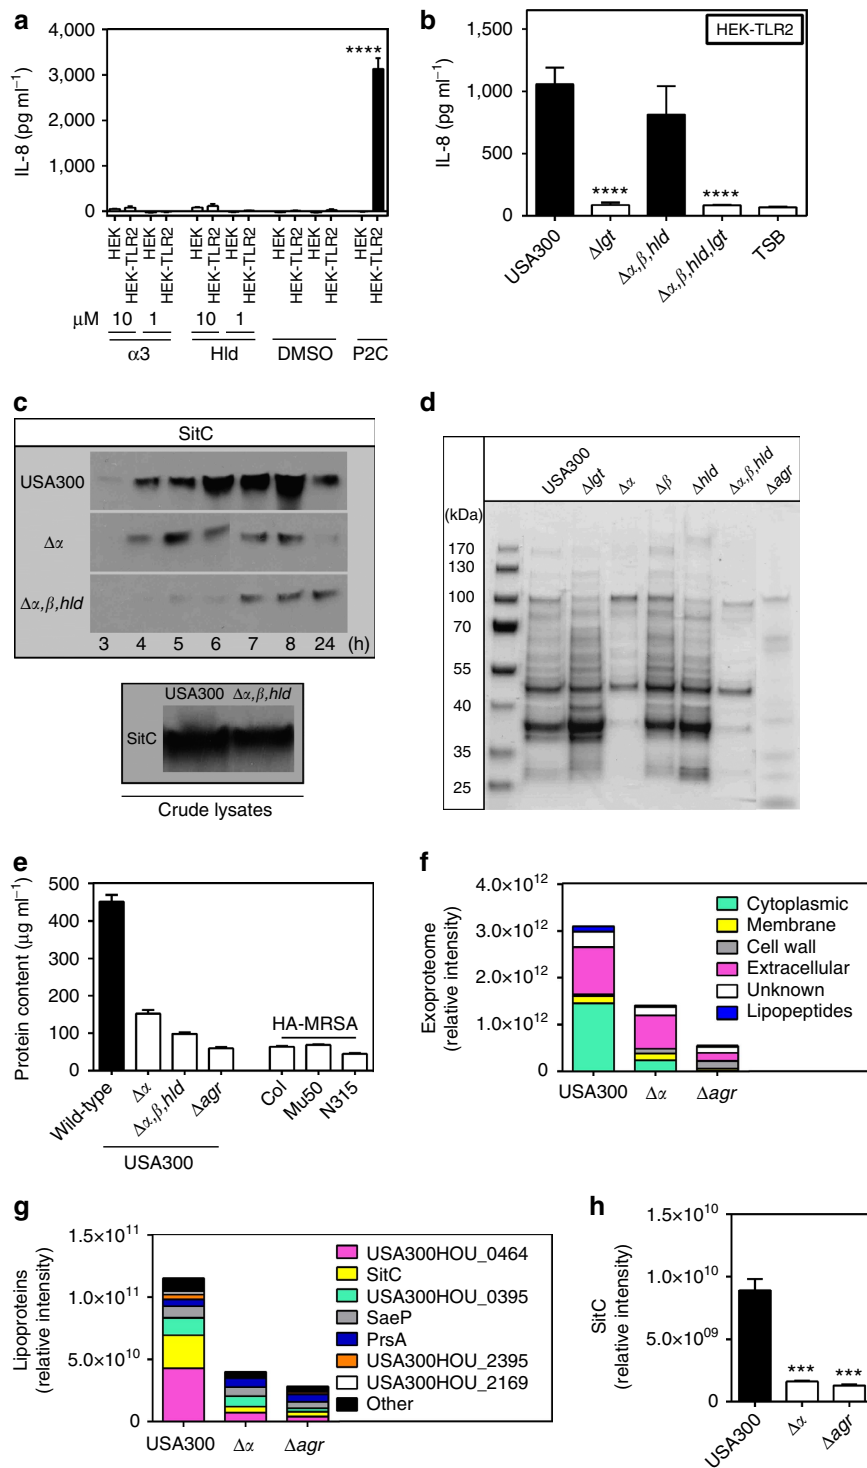 a
4,000
3,000
2,000
1,000
0
IL-8 (pg ml−1)
****
HEK
HEK-TLR2
HEK
HEK-TLR2
HEK
HEK-TLR2
HEK
HEK-TLR2
HEK
HEK-TLR2
HEK
HEK-TLR2
HEK
HEK-TLR2
μM 10 1 10 1
α3 Hld DMSO P2C
b
HEK-TLR2
1,500
1,000
500
0
IL-8 (pg ml−1)
**** ****
USA300 Δlgt Δα,β,hld Δα,β,hld,lgt TSB
c
SitC
USA300
Δα
Δα,β,hld
3 4 5 6 7 8 24 (h)
USA300 Δα,β,hld
SitC
Crude lysates
d
USA300 Δlgt Δα Δβ Δhld Δα,β,hld Δagr
(kDa)
170
130
100
70
55
40
35
25
e
500
400
300
200
100
0
Protein content (μg ml−1)
HA-MRSA
Wild-type Δα Δα,β,hld Δagr Col Mu50 N315
USA300
f
4.0×10¹²
3.0×10¹²
2.0×10¹²
1.0×10¹²
0
Exoproteome
(relative intensity)
Cytoplasmic
Membrane
Cell wall
Extracellular
Unknown
Lipopeptides
USA300 Δα Δagr
g
1.5×10¹¹
1.0×10¹¹
5.0×10¹⁰
0
Lipoproteins
(relative intensity)
USA300HOU_0464
SitC
USA300HOU_0395
SaeP
PrsA
USA300HOU_2395
USA300HOU_2169
Other
USA300 Δα Δagr
h
1.5×10¹⁰
1.0×10¹⁰
5.0×10⁰⁹
0
SitC
(relative intensity)
*** ***
USA300 Δα Δagr